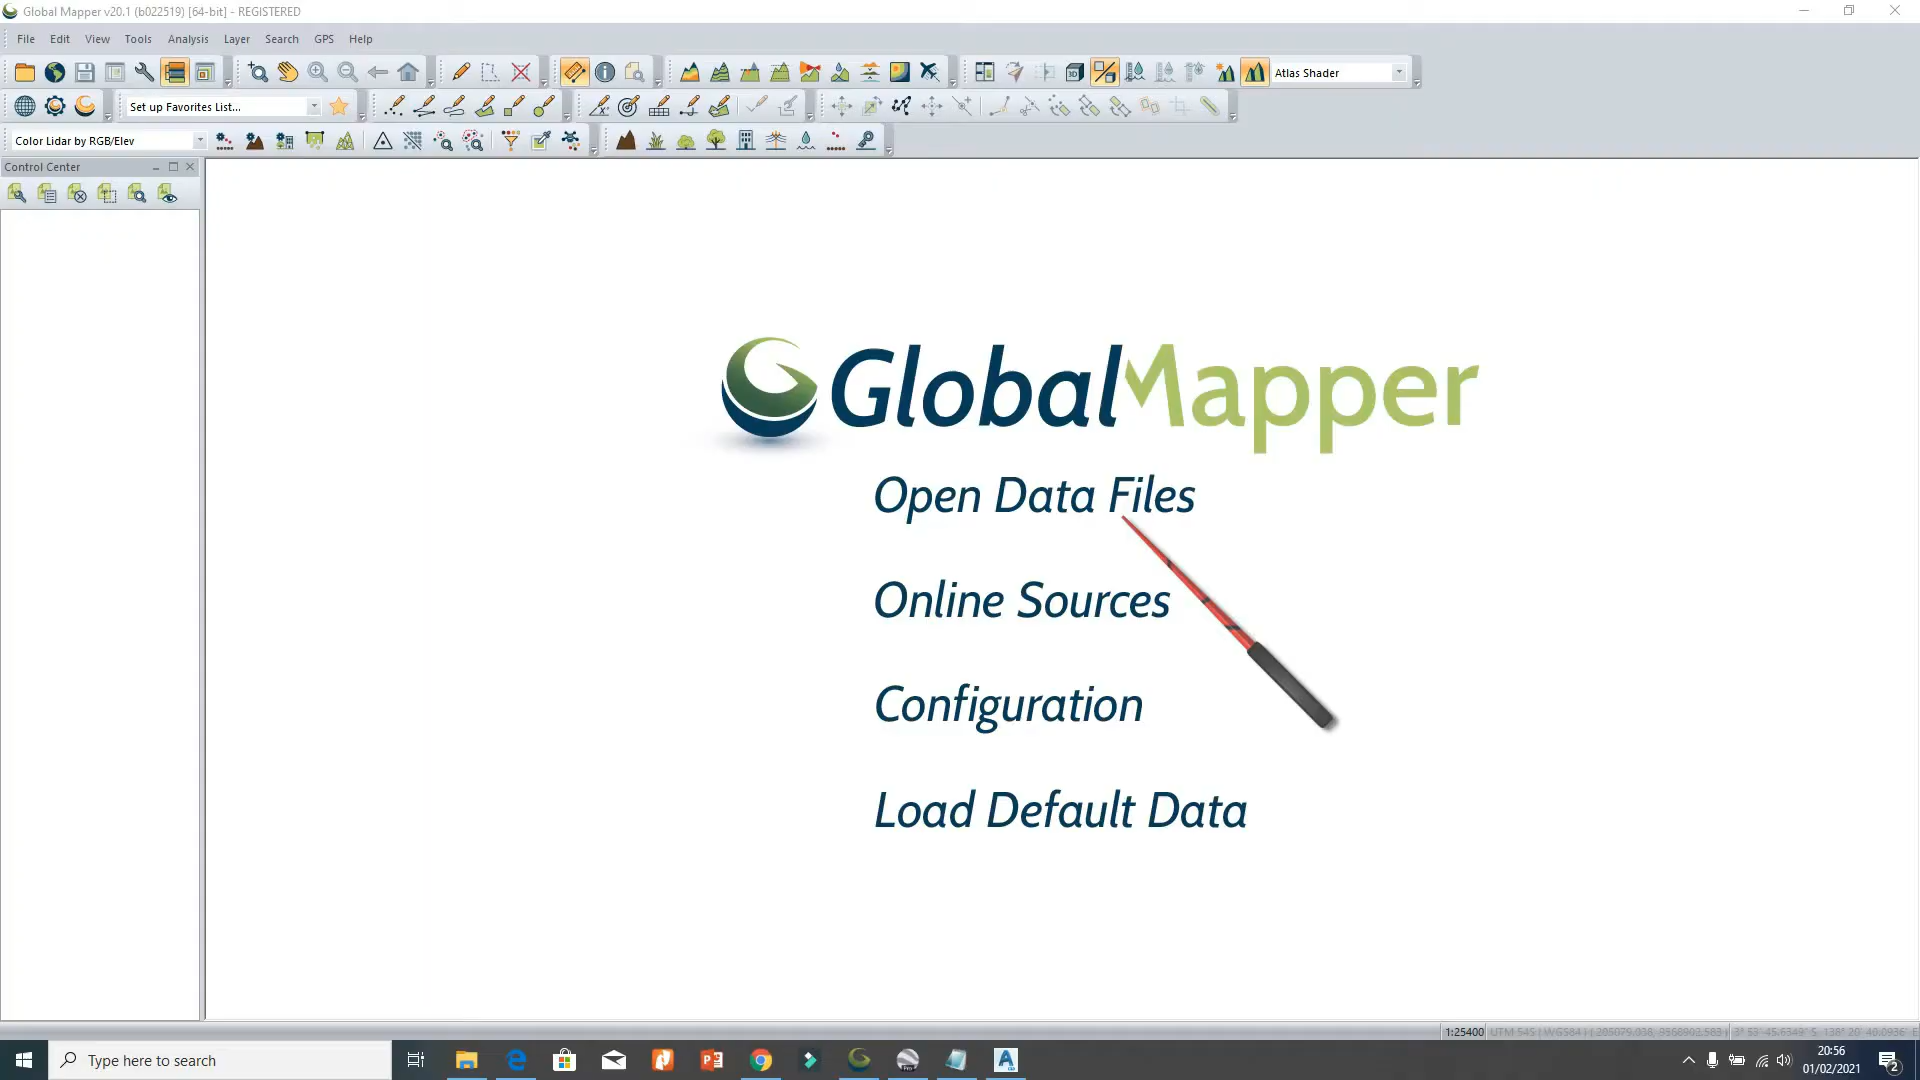 Global Mapper v20.1 (b022519) [64-bit] - REGISTERED
File Edit View Tools Analysis Layer Search GPS Help
Atlas Shader
Set up Favorites List...
Color Lidar by RGB/Elev
Control Center
GlobalMapper
Open Data Files
Online Sources
Configuration
Load Default Data
1:25400
Type here to search
20:56
01/02/2021
2